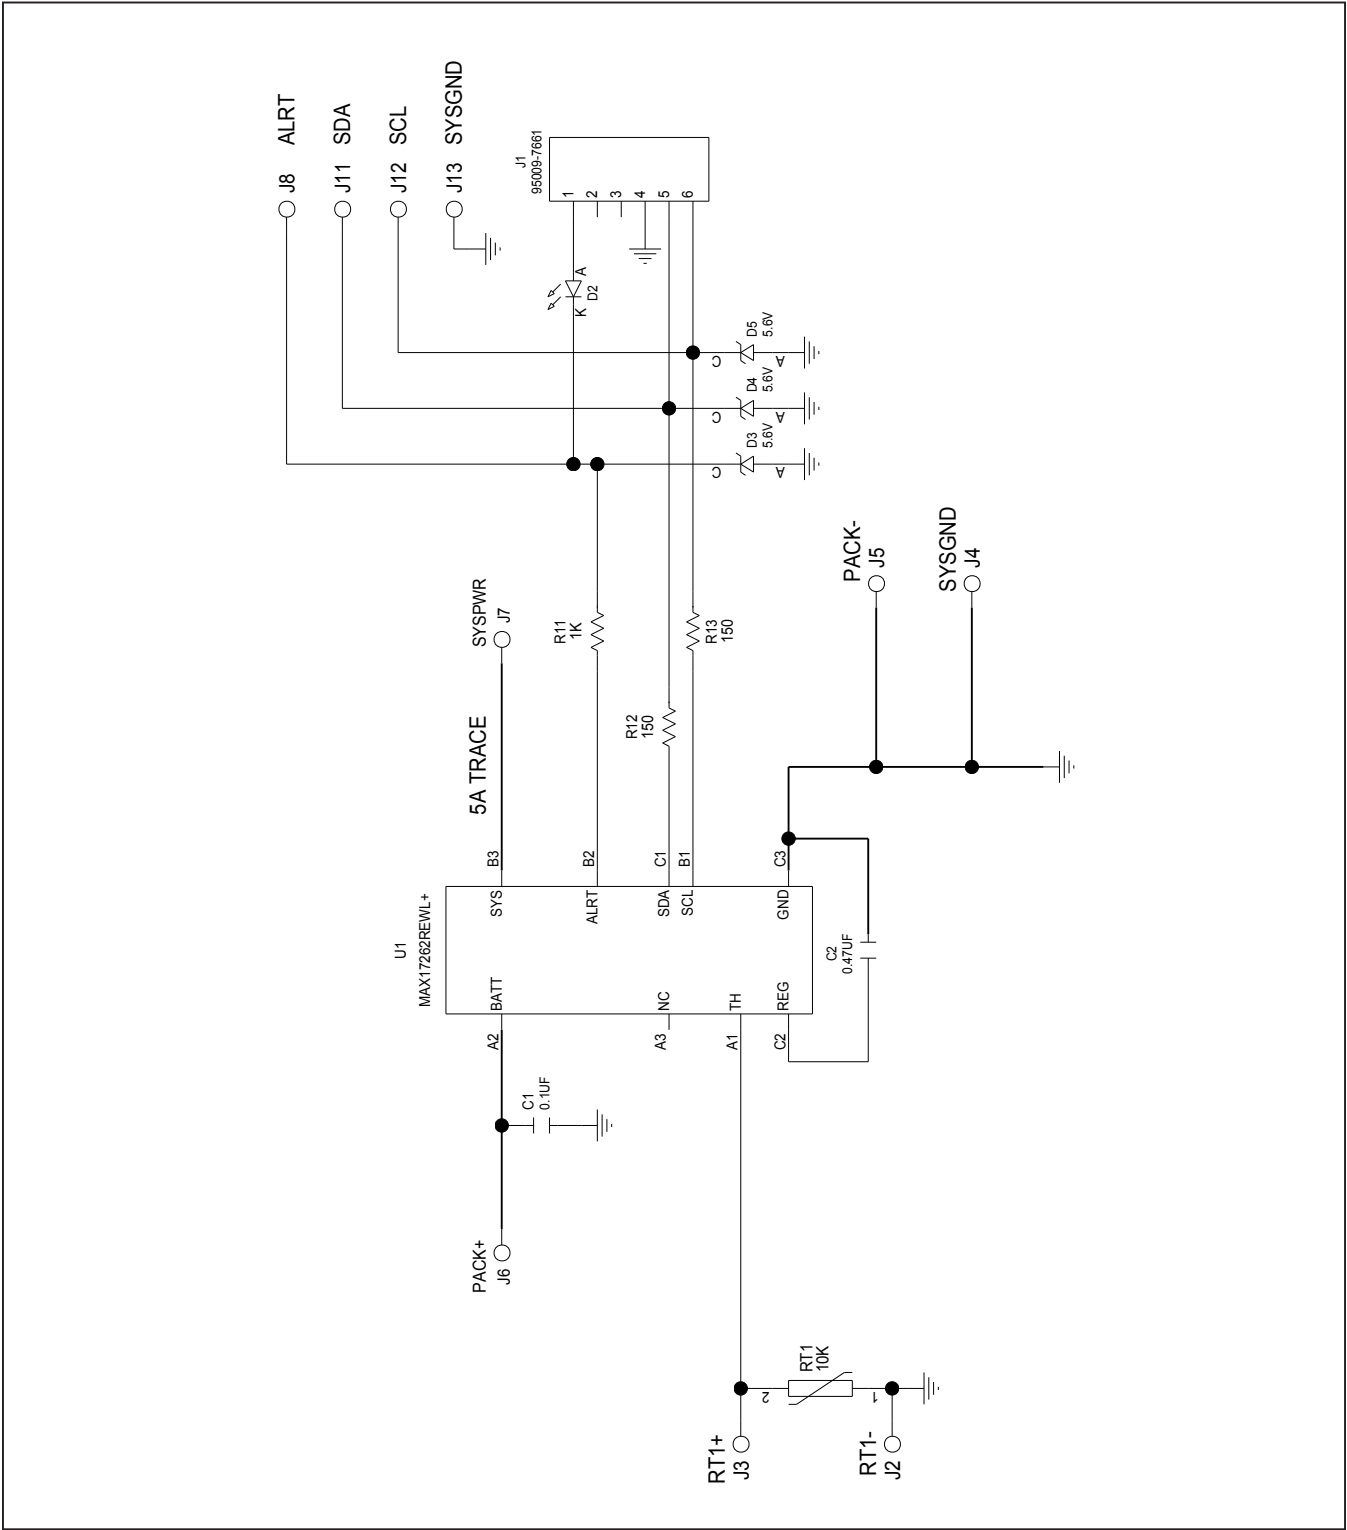 J8 ALRT
J11 SDA
J12 SCL
J13 SYSGND
J1
95009-7661
1
2
3
4
5
6
A
D2
K
D5
5.6V
C
A
D4
5.6V
C
A
D3
5.6V
C
A
SYSPWR
J7
5A TRACE
R11
1K
R12
150
R13
150
PACK-
J5
SYSGND
J4
U1
MAX17262REWL+
B3
SYS
B2
ALRT
C1
SDA
B1
SCL
C3
GND
A2
BATT
A3
NC
A1
TH
C2
REG
C2
0.47UF
C1
0.1UF
PACK+
J6
RT1
10K
2
1
RT1+
J3
RT1-
J2